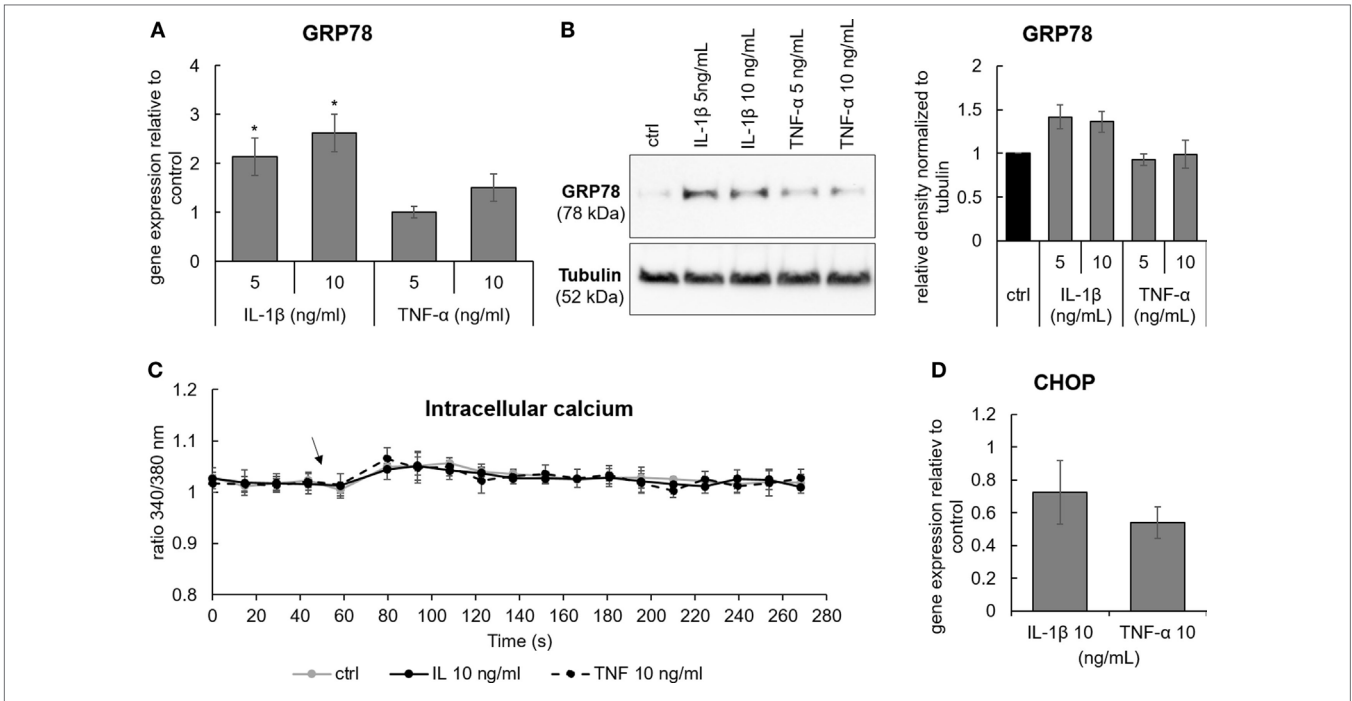 A
GRP78
gene expression relative to
control
4
3
2
1
0
*
*
5
10
5
10
IL-1β (ng/ml)
TNF-α (ng/ml)
B
ctrl
IL-1β 5ng/mL
IL-1β 10 ng/mL
TNF-α 5 ng/mL
TNF-α 10 ng/mL
GRP78
(78 kDa)
Tubulin
(52 kDa)
GRP78
relative density normalized to
tubulin
2
1.5
1
0.5
0
ctrl
5
10
5
10
IL-1β
(ng/mL)
TNF-α
(ng/mL)
C
Intracellular calcium
ratio 340/380 nm
1.2
1.1
1
0.9
0.8
0 20 40 60 80 100 120 140 160 180 200 220 240 260 280
Time (s)
ctrl IL 10 ng/ml TNF 10 ng/ml
D
CHOP
gene expression relatiev to
control
1.2
1
0.8
0.6
0.4
0.2
0
IL-1β 10 TNF-α 10
(ng/mL)